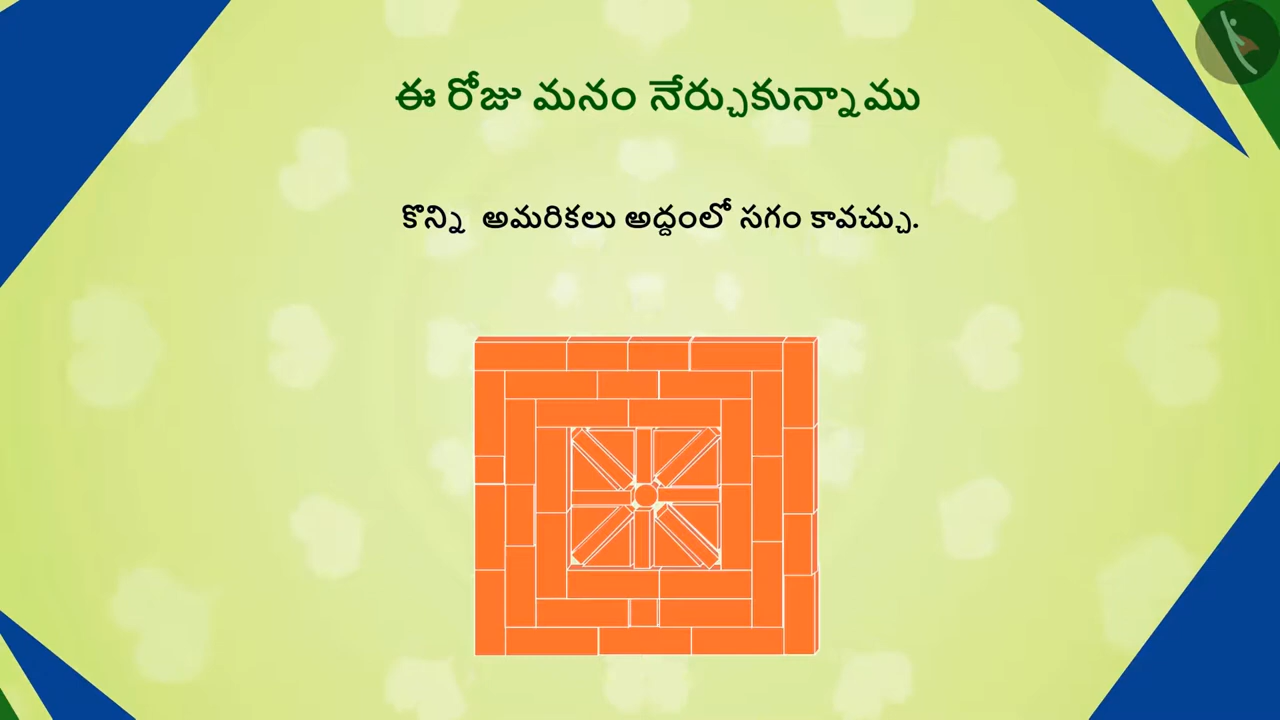 ఈ రోజు మనం నేర్చుకున్నాము
కొన్ని అమరికలు అద్దంలో సగం కావచ్చు.